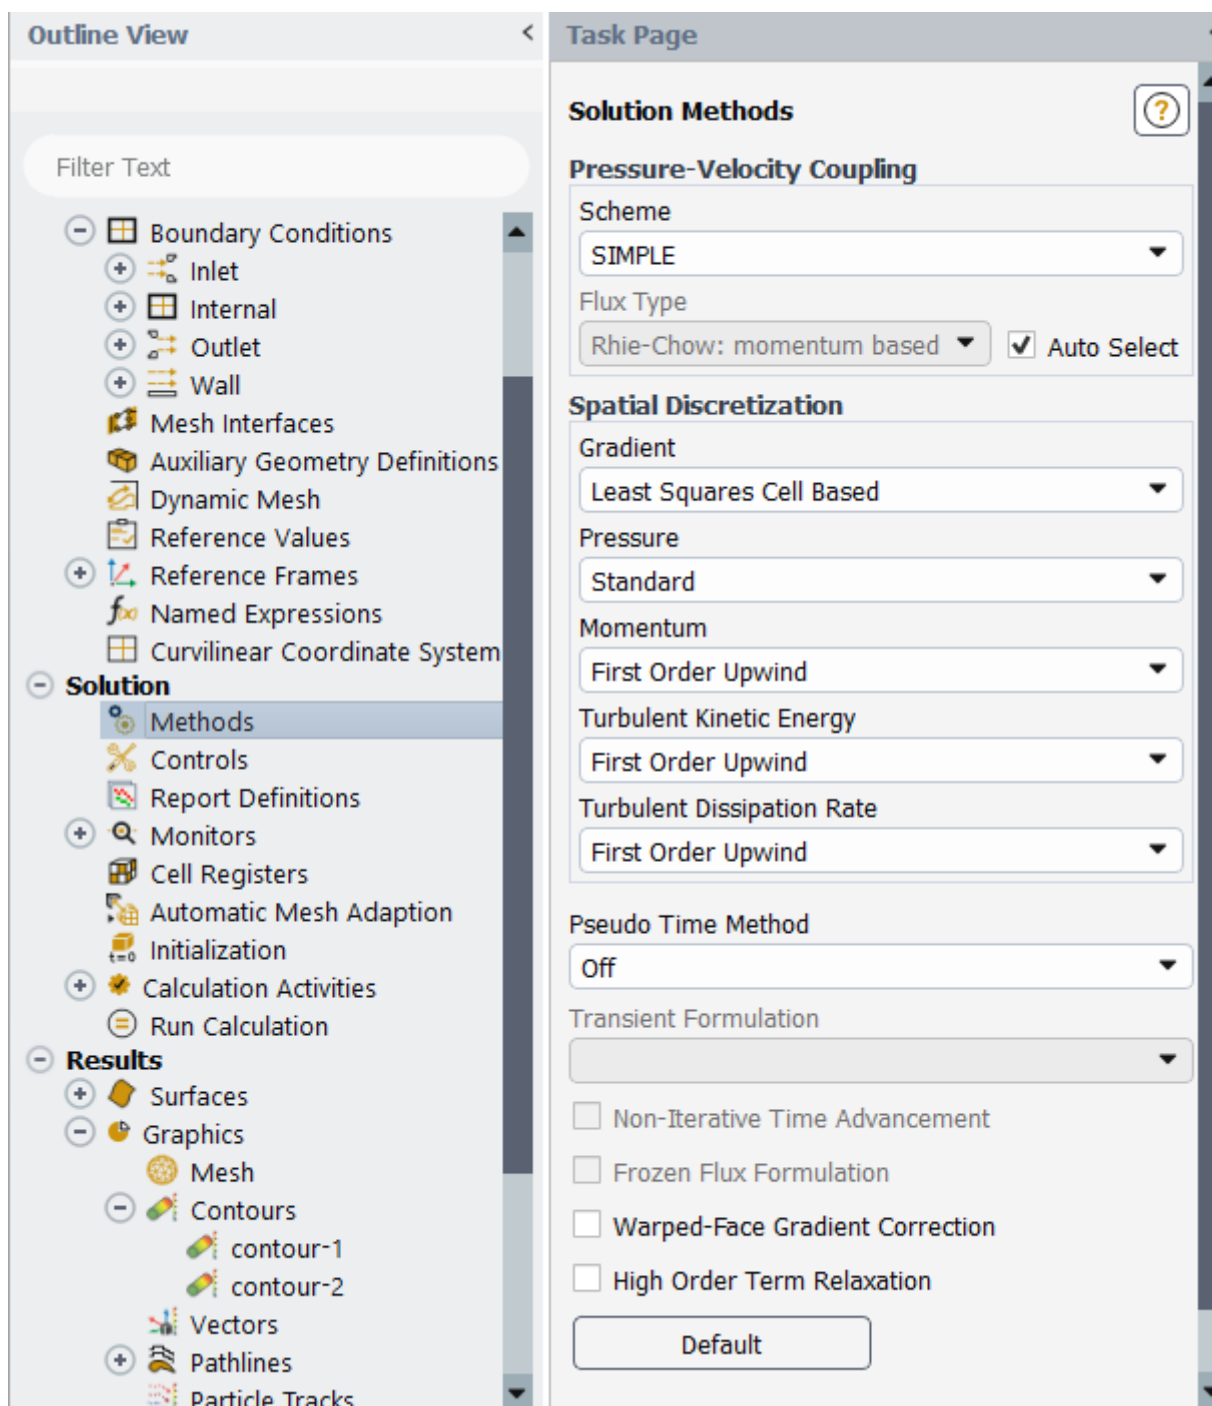 Outline View
Filter Text
Boundary Conditions
Inlet
Internal
Outlet
Wall
Mesh Interfaces
Auxiliary Geometry Definitions
Dynamic Mesh
Reference Values
Reference Frames
Named Expressions
Curvilinear Coordinate System
Solution
Methods
Controls
Report Definitions
Monitors
Cell Registers
Automatic Mesh Adaption
t=0 Initialization
Calculation Activities
Run Calculation
Results
Surfaces
Graphics
Mesh
Contours
contour-1
contour-2
Vectors
Pathlines
Particle Tracks
Task Page
Solution Methods
Pressure-Velocity Coupling
Scheme
SIMPLE
Flux Type
Rhie-Chow: momentum based
Auto Select
Spatial Discretization
Gradient
Least Squares Cell Based
Pressure
Standard
Momentum
First Order Upwind
Turbulent Kinetic Energy
First Order Upwind
Turbulent Dissipation Rate
First Order Upwind
Pseudo Time Method
Off
Transient Formulation
Non-Iterative Time Advancement
Frozen Flux Formulation
Warped-Face Gradient Correction
High Order Term Relaxation
Default